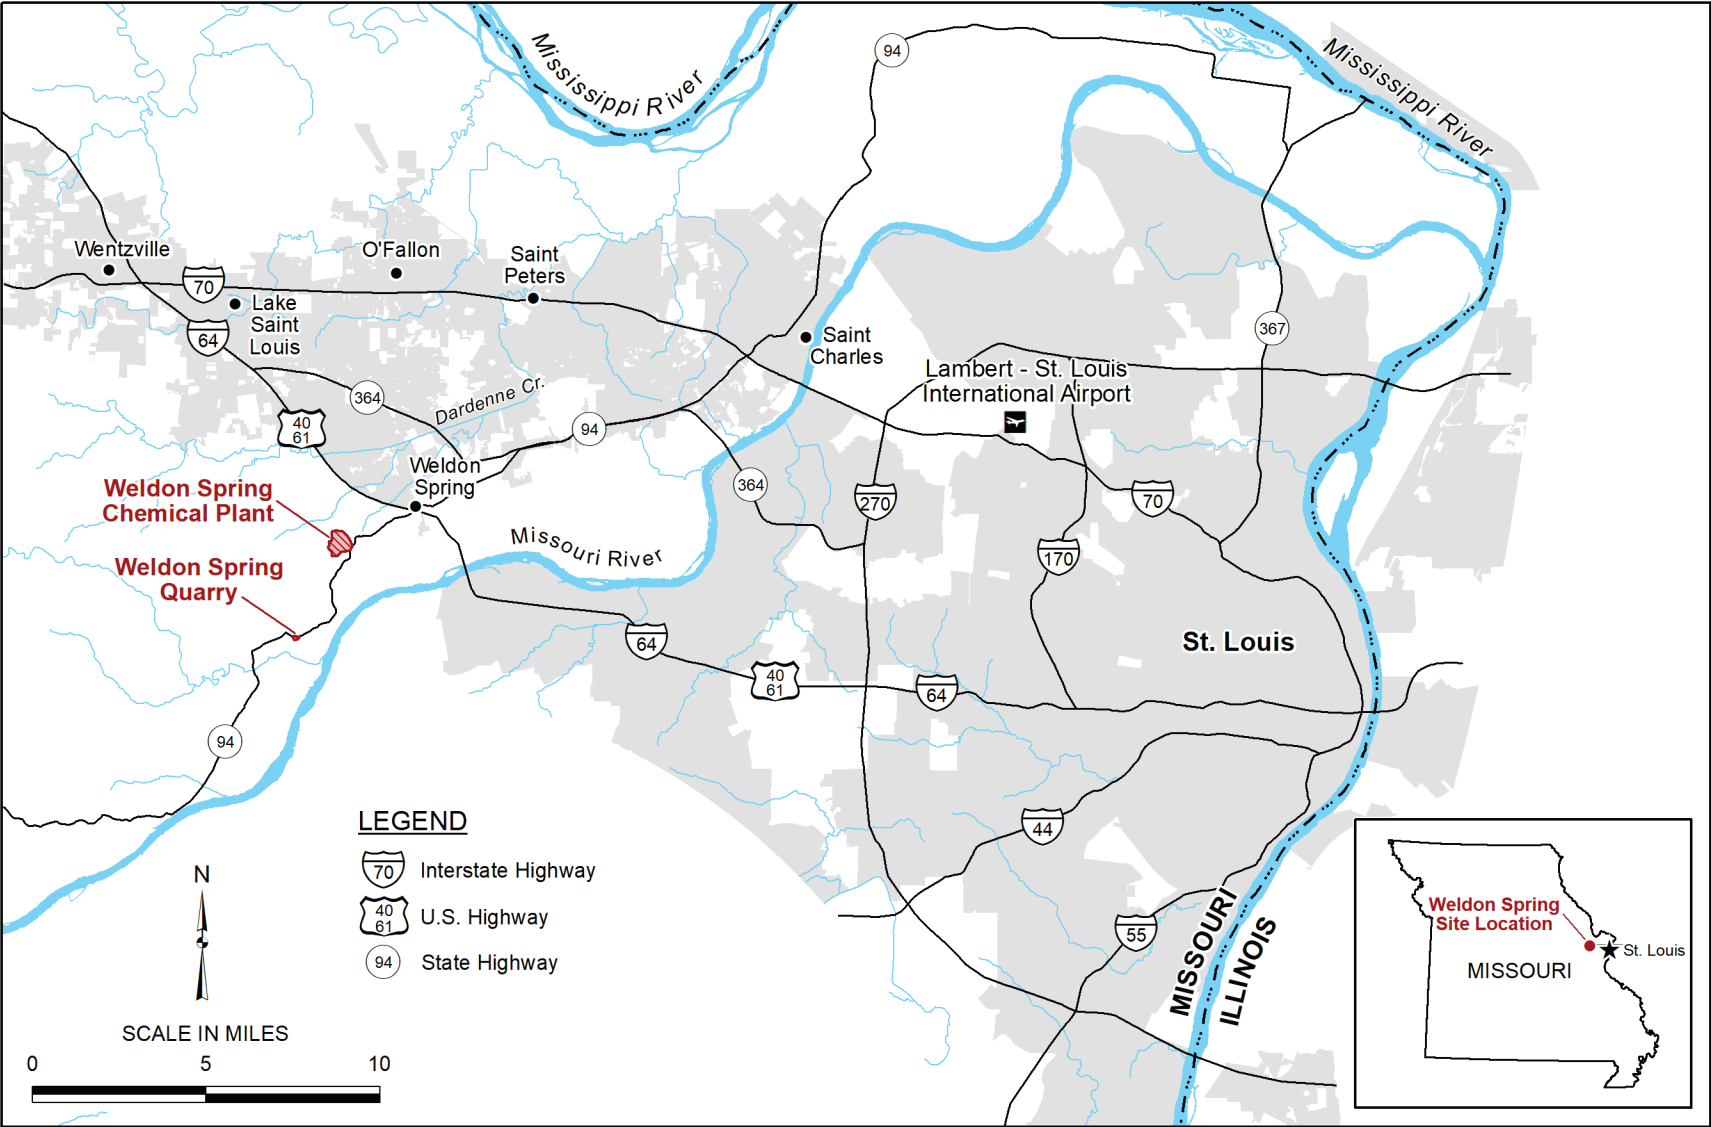 Mississippi River
94
Mississippi River
Wentzville
O'Fallon
Saint
Peters
70
Lake
Saint
Louis
64
Saint
Charles
367
Lambert - St. Louis
International Airport
364
Dardenne Cr.
40
61
94
Weldon
Spring
364
270
70
Weldon Spring
Chemical Plant
Missouri River
170
Weldon Spring
Quarry
64
St. Louis
40
61
64
94
LEGEND
70
Interstate Highway
40
61
U.S. Highway
94
State Highway
44
55
MISSOURI
ILLINOIS
N
SCALE IN MILES
0
5
10
Weldon Spring
Site Location
St. Louis
MISSOURI